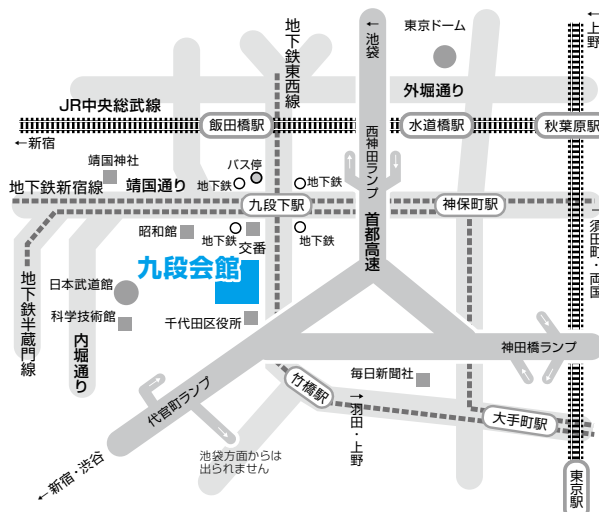 ←池袋
東京ドーム
←上野
地下鉄東西線
外堀通り
JR中央総武線
飯田橋駅
水道橋駅
秋葉原駅
←新宿
西神田ランプ
靖国神社
バス停
地下鉄新宿線
靖国通り
地下鉄
地下鉄
九段下駅
神保町駅
昭和館
地下鉄
交番
地下鉄
首都高速
→須田町・両国
九段会館
日本武道館
地下鉄半蔵門線
科学技術館
千代田区役所
内堀通り
神田橋ランプ
毎日新聞社
竹橋駅
代官町ランプ
→羽田・上野
大手町駅
池袋方面からは
出られません
←新宿・渋谷
東京駅